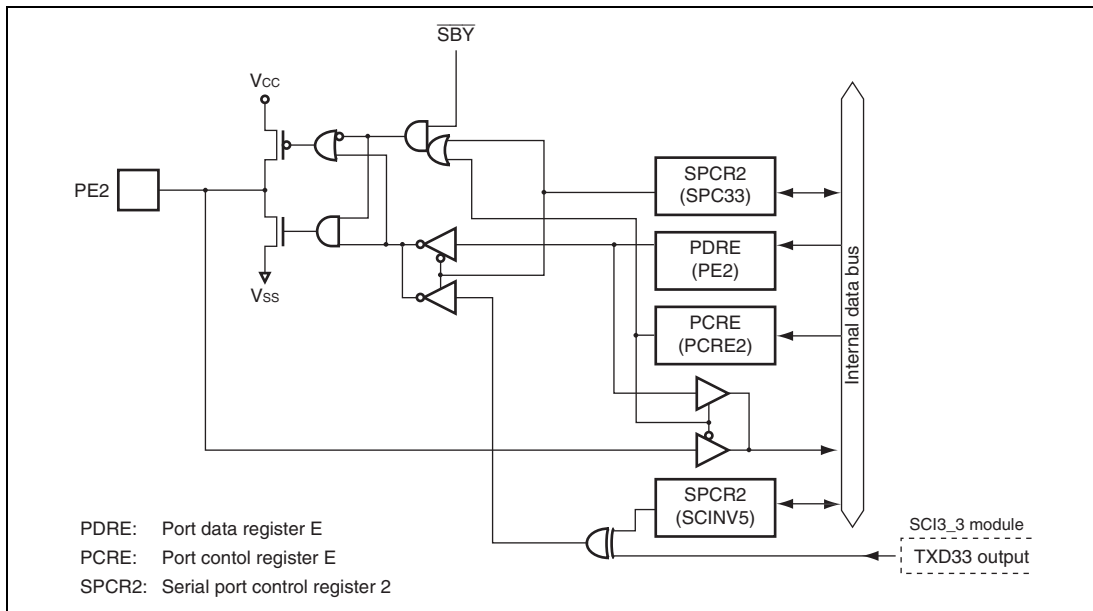 SBY
VCC
PE2
VSS
SPCR2
(SPC33)
PDRE
(PE2)
PCRE
(PCRE2)
SPCR2
(SCINV5)
Internal data bus
SCI3_3 module
TXD33 output
PDRE: Port data register E
PCRE: Port contol register E
SPCR2: Serial port control register 2